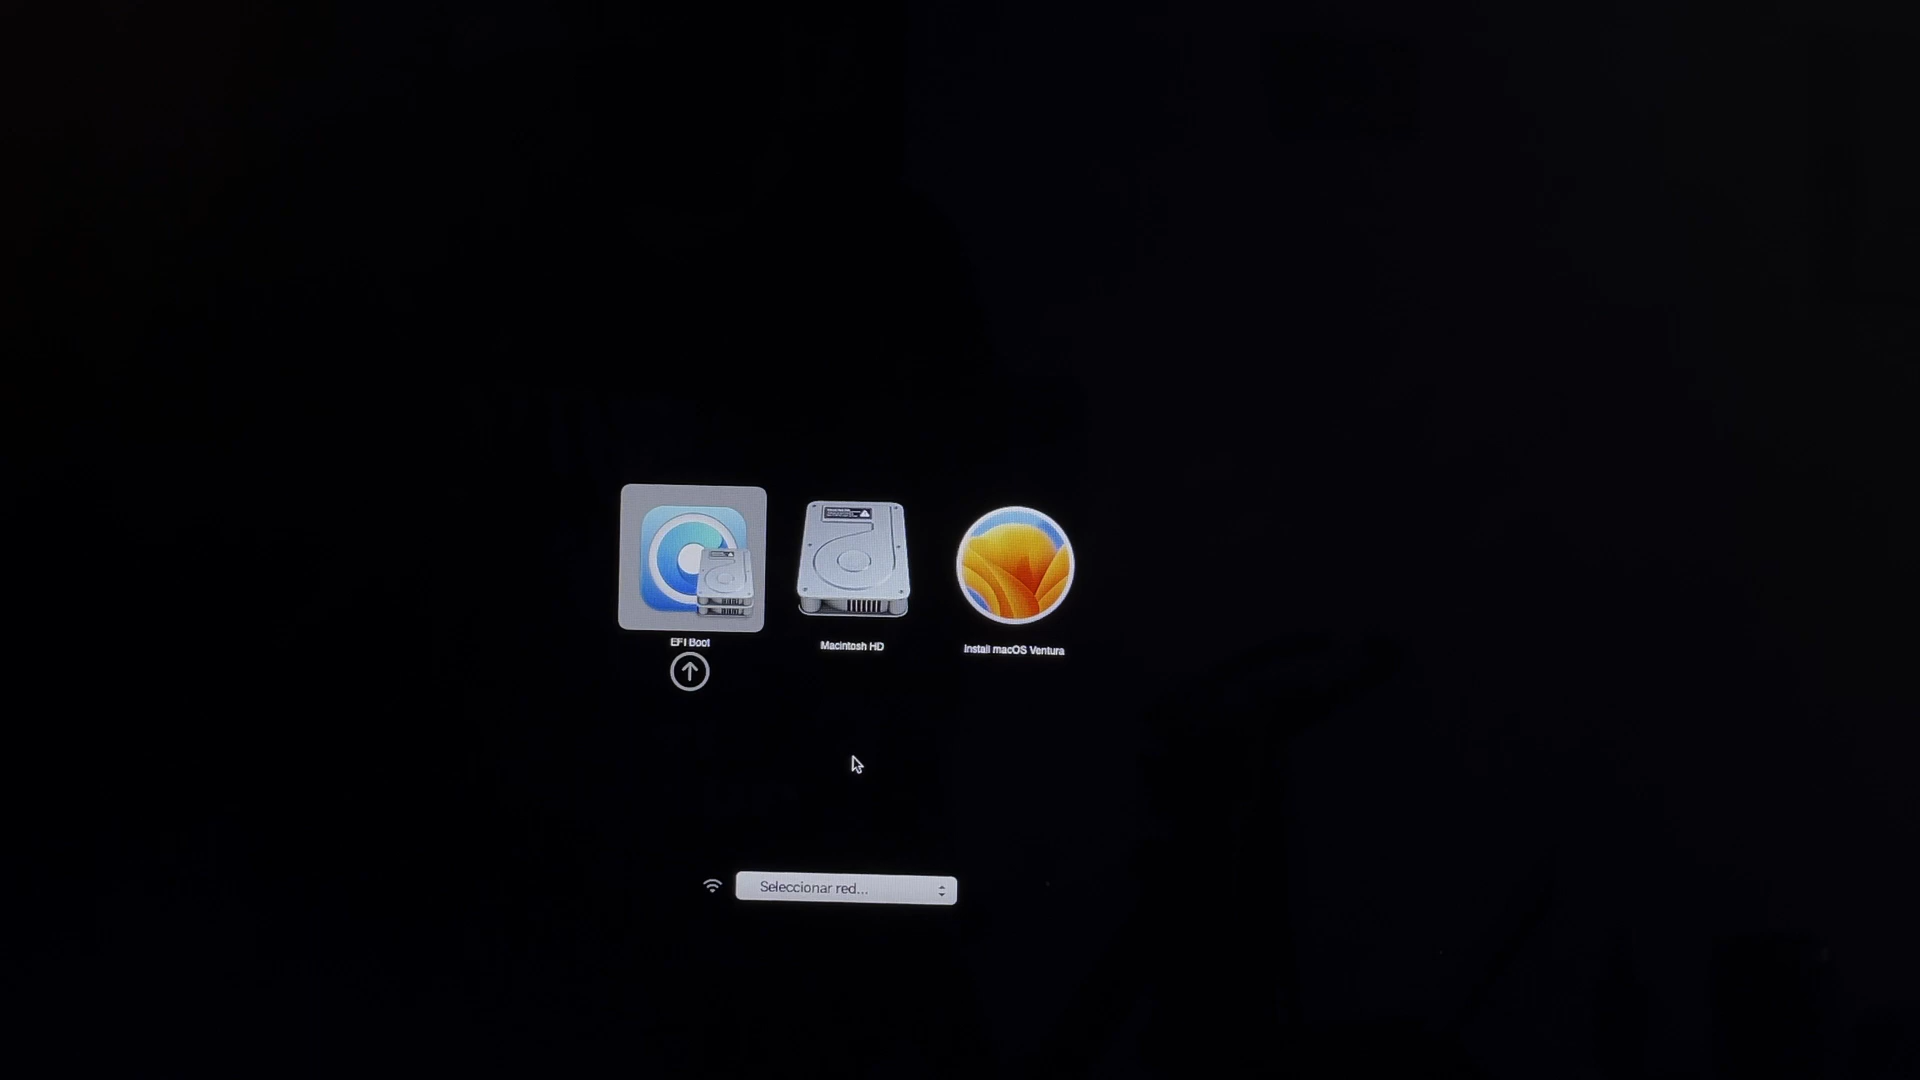 EFI Boot
Macintosh HD
Install macOS Ventura
Seleccionar red...